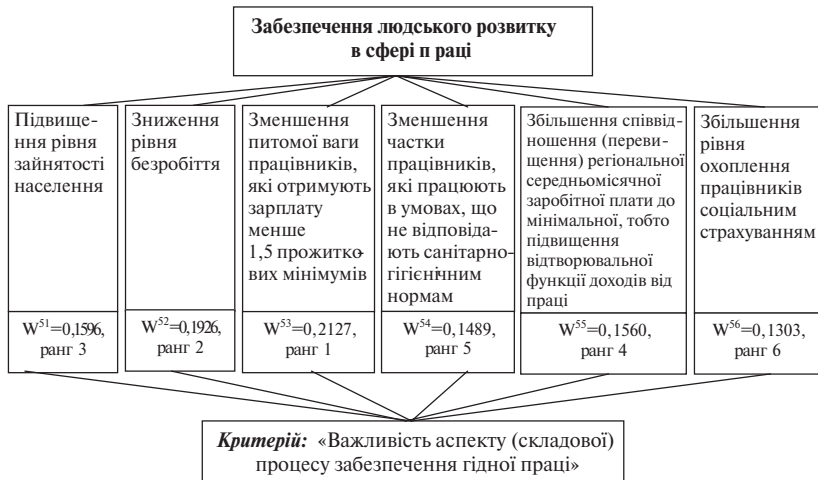 Забезпечення людського розвитку
в сфері п раці
Підвищен-
ня рівня
зайнятості
населення
W51=0,1596,
ранг 3
Зниження
рівня
безробіття
W52=0,1926,
ранг 2
Зменшення
питомої ваги
працівників,
які отримують
зарплату
менше
1,5 прожитко-
вих мінімумів
W53=0,2127,
ранг 1
Зменшення
частки
працівників,
які працюють
в умовах, що
не відповіда-
ють санітарно-
гігієнічним
нормам
W54=0,1489,
ранг 5
Збільшення співвід-
ношення (переви-
щення) регіональної
середньомісячної
заробітної плати до
мінімальної, тобто
підвищення
відтворювальної
функції доходів від
праці
W55=0,1560,
ранг 4
Збільшення
рівня
охоплення
працівників
соціальним
страхуванням
W56=0,1303,
ранг 6
Критерій: «Важливість аспекту (складової)
процесу забезпечення гідної праці»